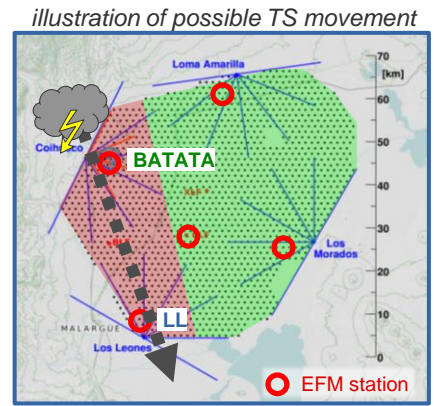 illustration of possible TS movement
Loma Amarilla
70
[km]
60
50
BATATA
40
30
Los
Morados
20
LL
10
MALARGUE
Los Leones
0
EFM station